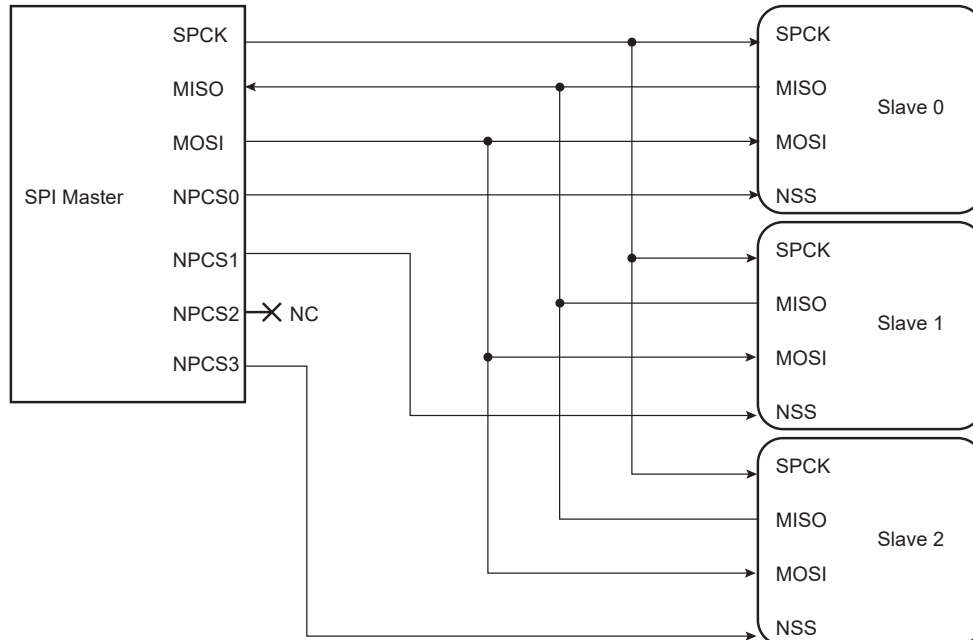 SPI Master
SPCK
MISO
MOSI
NPCS0
NPCS1
NPCS2
NC
NPCS3
SPCK
MISO
Slave 0
MOSI
NSS
SPCK
MISO
Slave 1
MOSI
NSS
SPCK
MISO
Slave 2
MOSI
NSS